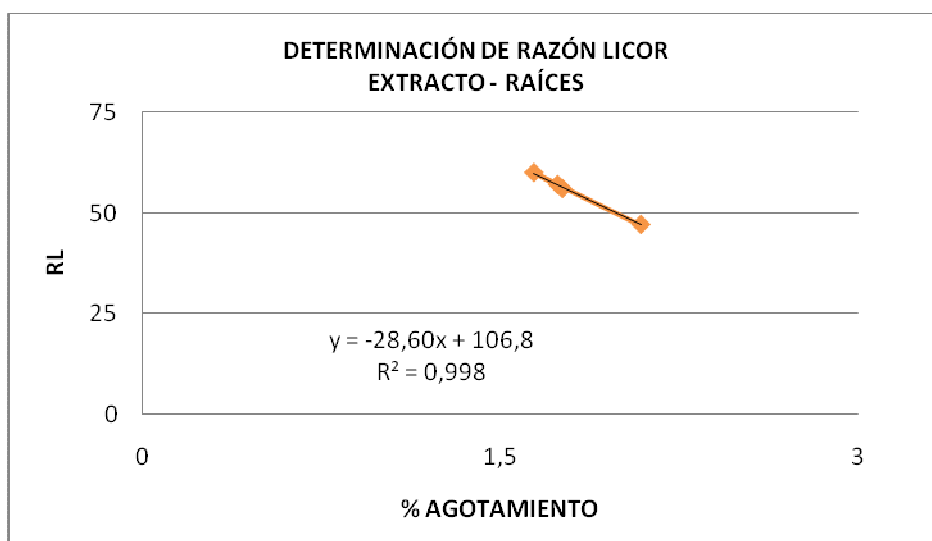 DETERMINACIÓN DE RAZÓN LICOR
EXTRACTO - RAÍCES
75
50
25
0
RL
y = -28,60x + 106,8
R² = 0,998
0 1,5 3
% AGOTAMIENTO